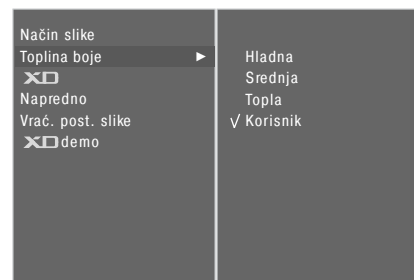 Način slike
Toplina boje ►
XD
Napredno
Vrać. post. slike
XD demo
Hladna
Srednja
Topla
√ Korisnik